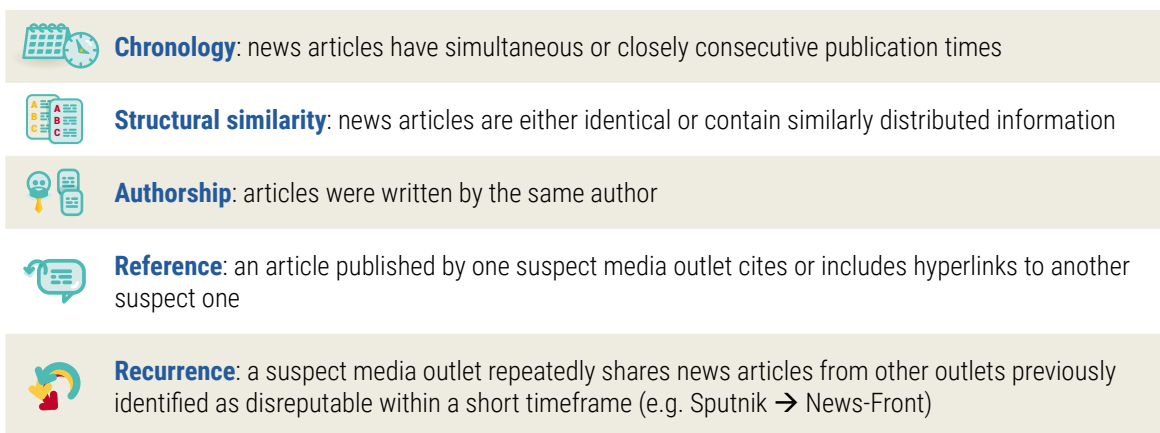 Chronology: news articles have simultaneous or closely consecutive publication times
A
B
C
A
B
C
Structural similarity: news articles are either identical or contain similarly distributed information
Authorship: articles were written by the same author
Reference: an article published by one suspect media outlet cites or includes hyperlinks to another
suspect one
Recurrence: a suspect media outlet repeatedly shares news articles from other outlets previously
identified as disreputable within a short timeframe (e.g. Sputnik → News-Front)